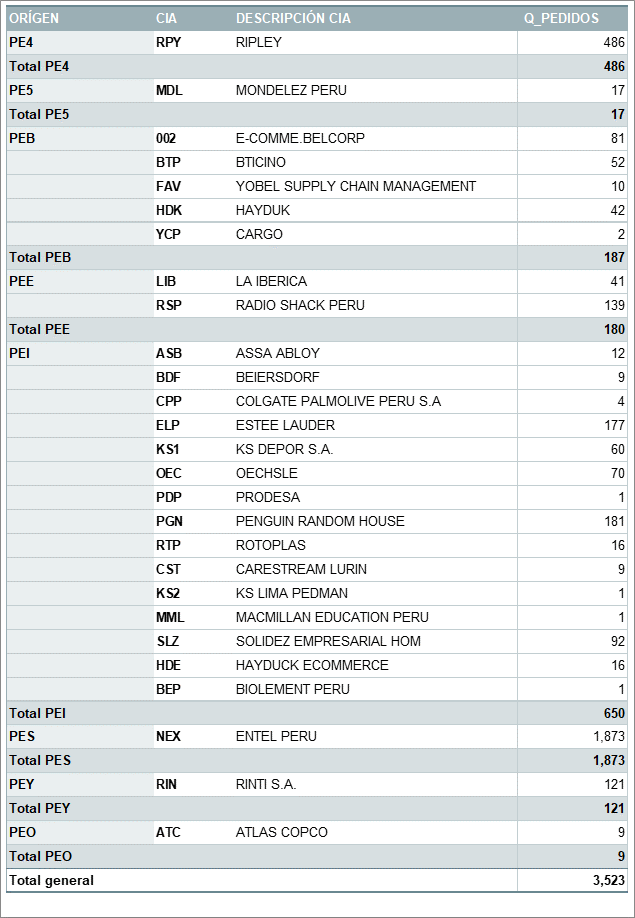 ORÍGEN CIA DESCRIPCIÓN CIA Q_PEDIDOS
PE4 RPY RIPLEY 486
Total PE4 486
PE5 MDL MONDELEZ PERU 17
Total PE5 17
PEB 002 E-COMME.BELCORP 81
BTP BTICINO 52
FAV YOBEL SUPPLY CHAIN MANAGEMENT 10
HDK HAYDUK 42
YCP CARGO 2
Total PEB 187
PEE LIB LA IBERICA 41
RSP RADIO SHACK PERU 139
Total PEE 180
PEI ASB ASSA ABLOY 12
BDF BEIERSDORF 9
CPP COLGATE PALMOLIVE PERU S.A 4
ELP ESTEE LAUDER 177
KS1 KS DEPOR S.A. 60
OEC OECHSLE 70
PDP PRODESA 1
PGN PENGUIN RANDOM HOUSE 181
RTP ROTOPLAS 16
CST CARESTREAM LURIN 9
KS2 KS LIMA PEDMAN 1
MML MACMILLAN EDUCATION PERU 1
SLZ SOLIDEZ EMPRESARIAL HOM 92
HDE HAYDUCK ECOMMERCE 16
BEP BIOLEMENT PERU 1
Total PEI 650
PES NEX ENTEL PERU 1,873
Total PES 1,873
PEY RIN RINTI S.A. 121
Total PEY 121
PEO ATC ATLAS COPCO 9
Total PEO 9
Total general 3,523